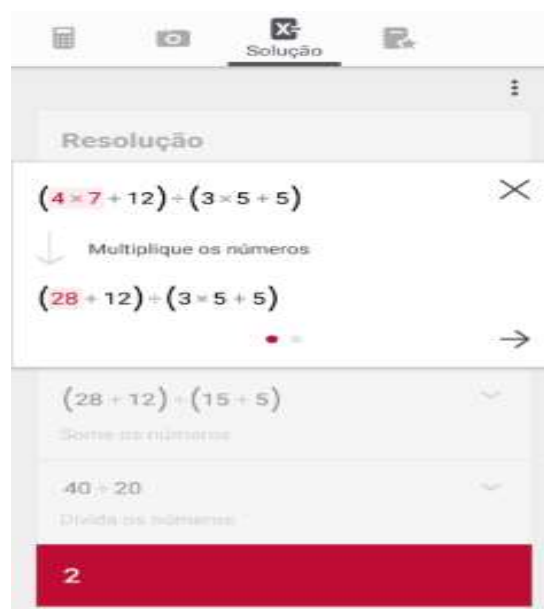 Solução
Resolução
(4 × 7 + 12) ÷ (3 × 5 + 5)
Multiplique os números
(28 + 12) ÷ (3 × 5 + 5)
(28 + 12) ÷ (15 + 5)
Some os números
40 ÷ 20
Divida os números
2